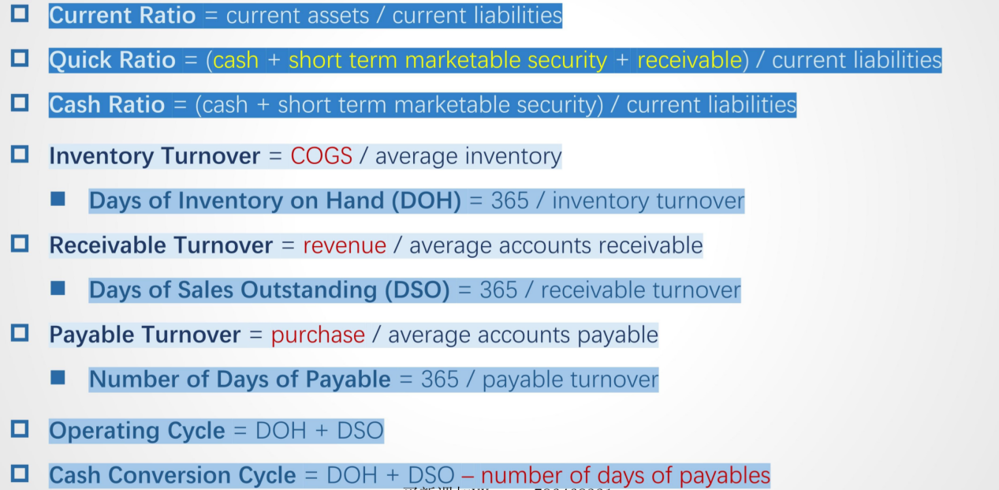 Current Ratio = current assets / current liabilities
Quick Ratio = (cash + short term marketable security + receivable) / current liabilities
Cash Ratio = (cash + short term marketable security) / current liabilities
Inventory Turnover = COGS / average inventory
Days of Inventory on Hand (DOH) = 365 / inventory turnover
Receivable Turnover = revenue / average accounts receivable
Days of Sales Outstanding (DSO) = 365 / receivable turnover
Payable Turnover = purchase / average accounts payable
Number of Days of Payable = 365 / payable turnover
Operating Cycle = DOH + DSO
Cash Conversion Cycle = DOH + DSO – number of days of payables